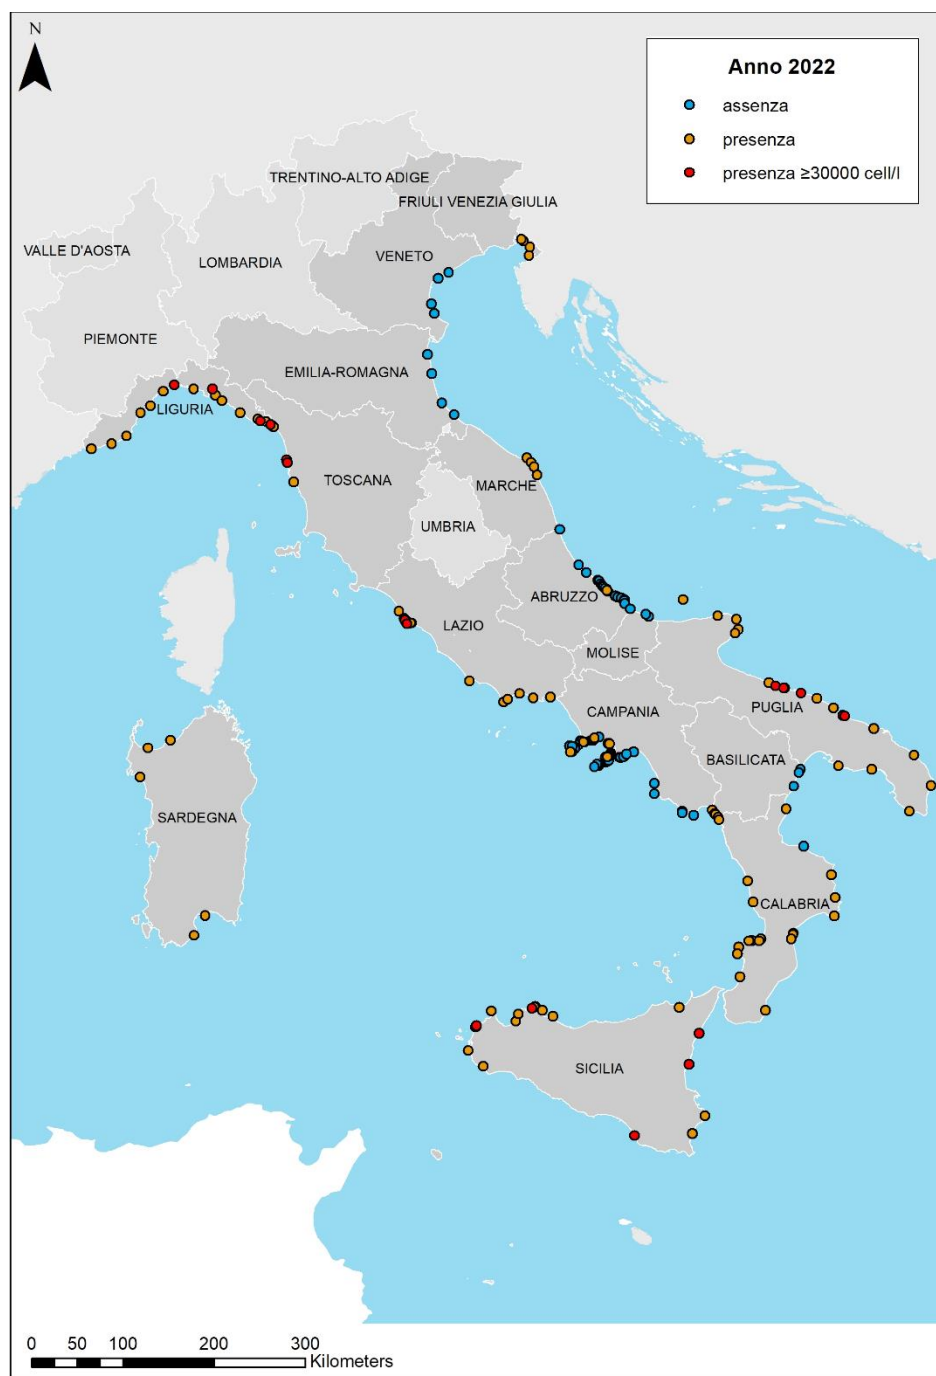 N
Anno 2022
assenza
presenza
presenza ≥30000 cell/l
TRENTINO-ALTO ADIGE
FRIULI VENEZIA GIULIA
VALLE D'AOSTA
LOMBARDIA
VENETO
PIEMONTE
EMILIA-ROMAGNA
LIGURIA
TOSCANA
MARCHE
UMBRIA
ABRUZZO
LAZIO
MOLISE
CAMPANIA
PUGLIA
BASILICATA
SARDEGNA
CALABRIA
SICILIA
0 50 100 200 300
Kilometers